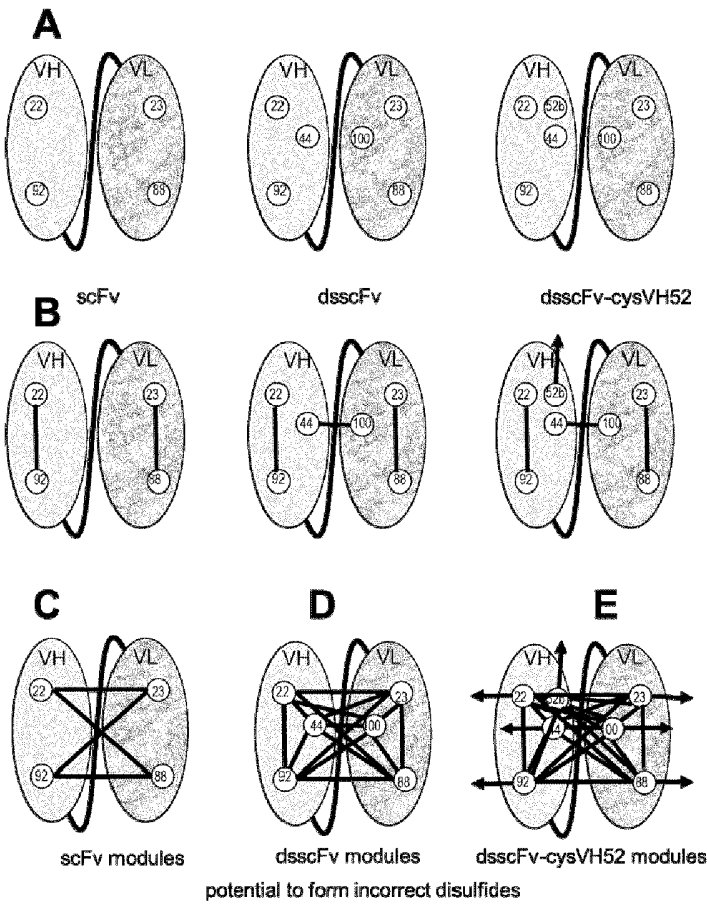 A
VH VL VH VL VH VL
22 23 22 23 22 52b 23
44 100 44 100
92 88 92 88 92 88
scFv dsscFv dsscFv-cysVH52
B
VH VL VH VL VH VL
22 23 22 23 22 52b 23
44 100 44 100
92 88 92 88 92 88
C D E
VH VL VH VL VH VL
22 23 22 23 22 52b 23
44 00 44 00
92 88 92 88 92 88
scFv modules dsscFv modules dsscFv-cysVH52 modules
potential to form incorrect disulfides